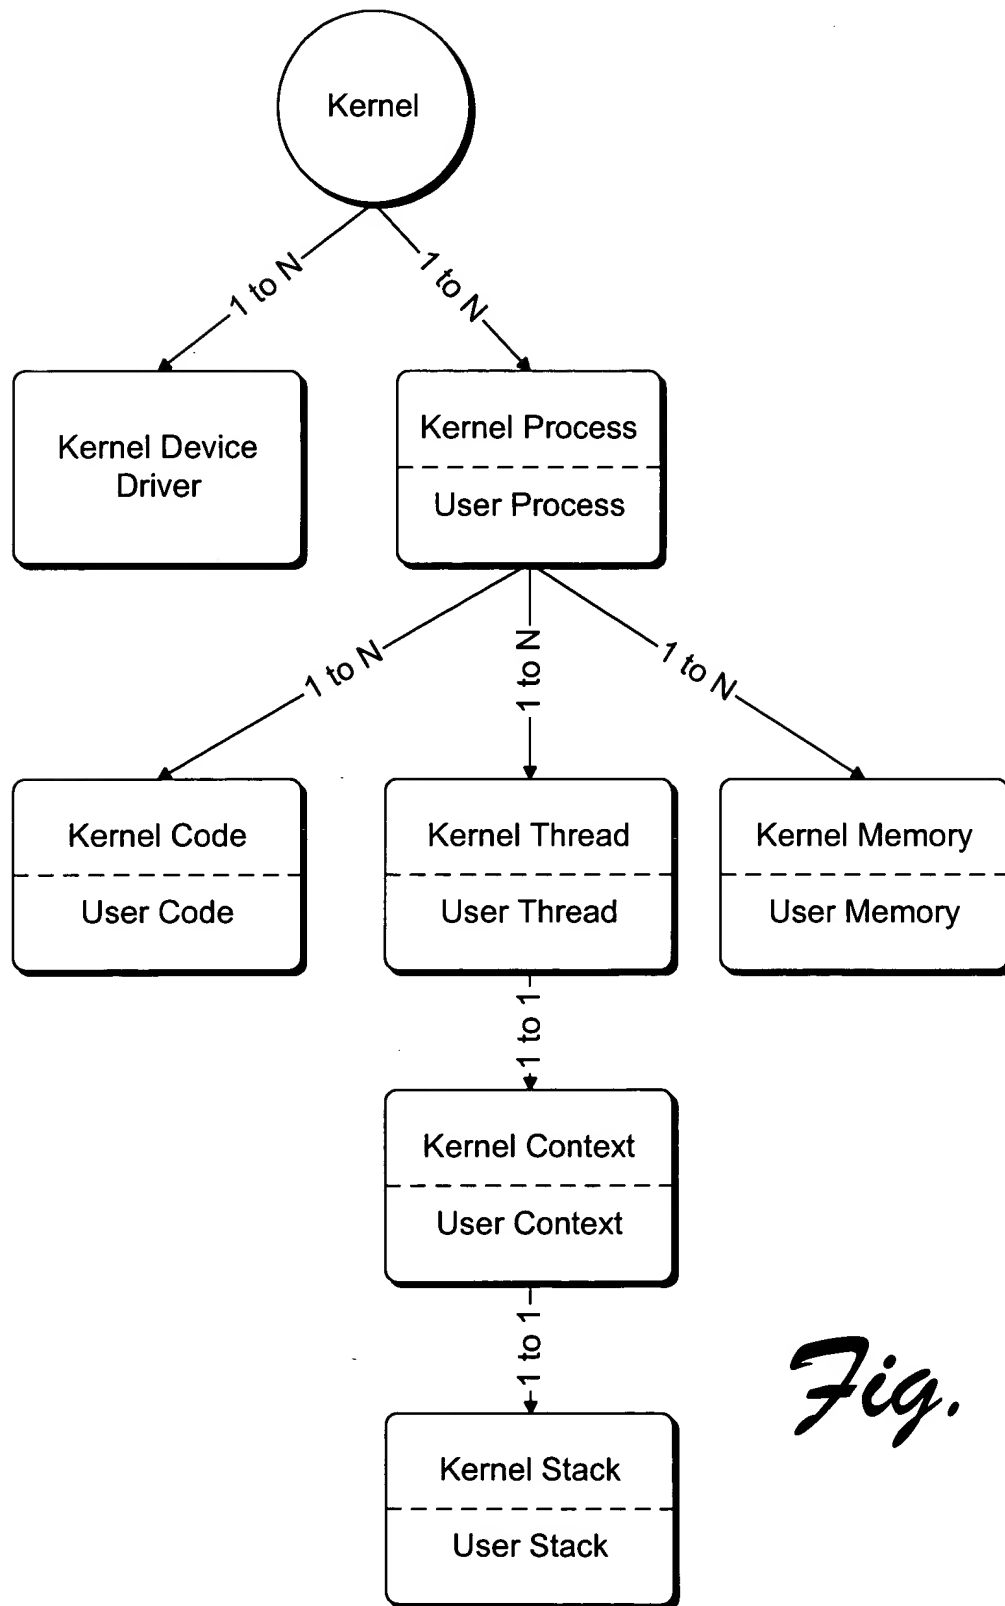 Kernel
1 to N
1 to N
Kernel Device
Driver
Kernel Process
User Process
1 to N
1 to N
1 to N
Kernel Code
User Code
Kernel Thread
User Thread
Kernel Memory
User Memory
1 to 1
Kernel Context
User Context
1 to 1
Kernel Stack
User Stack
Fig.